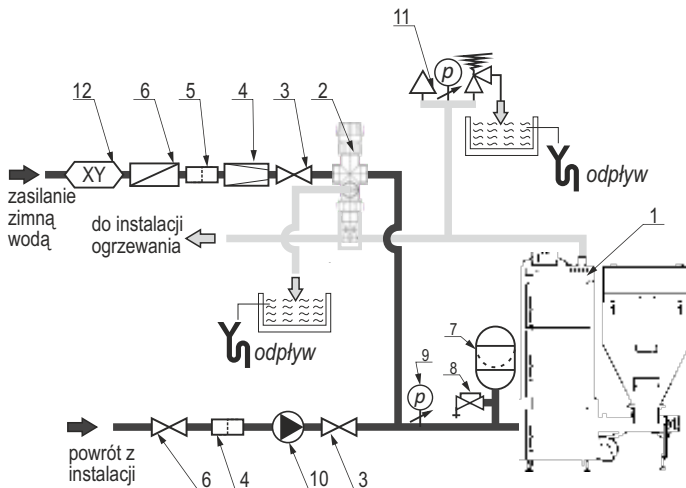 11
12
6
5
4
3
2
p
XY
zasilanie
zimną
wodą
odpływ
do instalacji
ogrzewania
1
odpływ
7
9
8
p
M
powrót z
instalacji
6
4
10
3